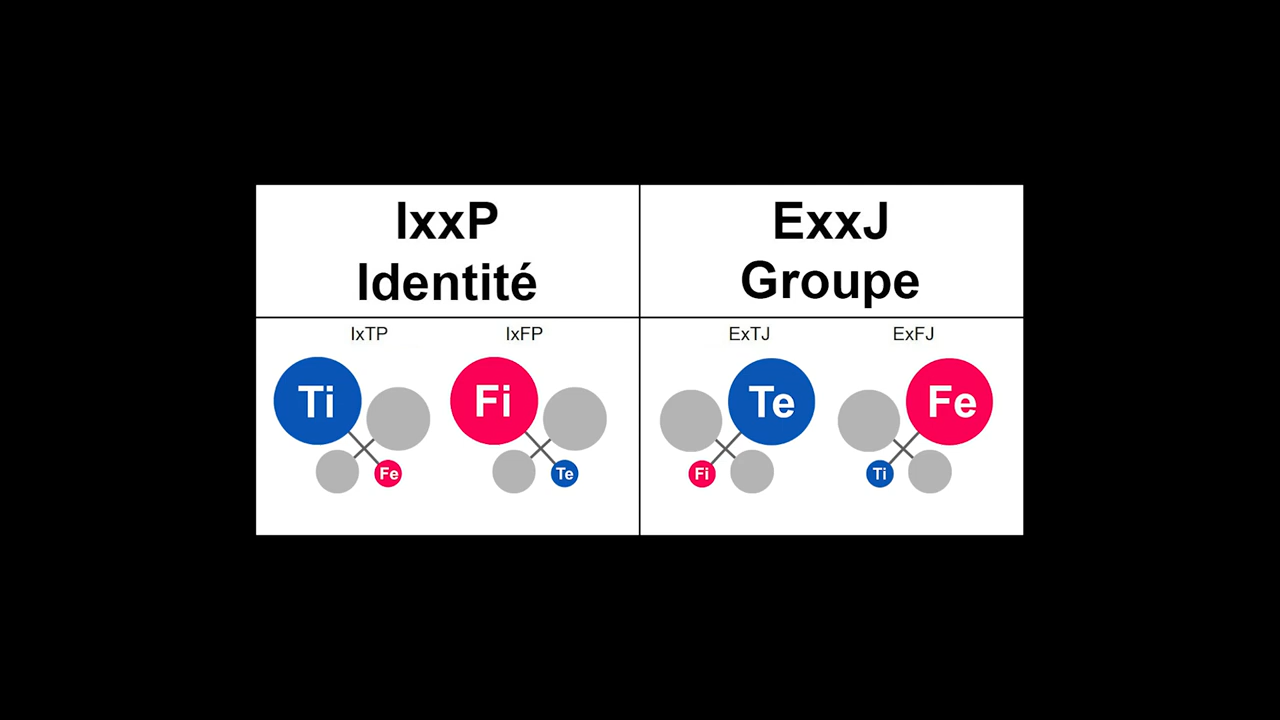 IxxP
Identité
ExxJ
Groupe
IxTP
IxFP
ExTJ
ExFJ
Ti
Fe
Fi
Te
Te
Fi
Fe
Ti